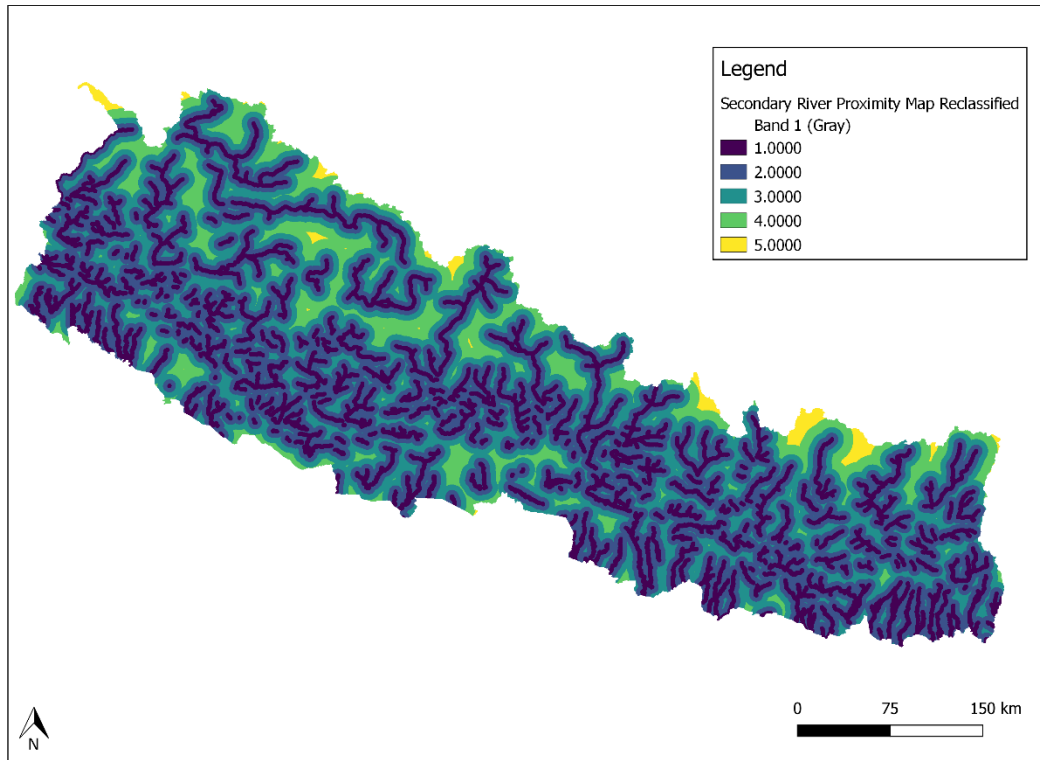 Legend
Secondary River Proximity Map Reclassified
Band 1 (Gray)
1.0000
2.0000
3.0000
4.0000
5.0000
0 75 150 km
N